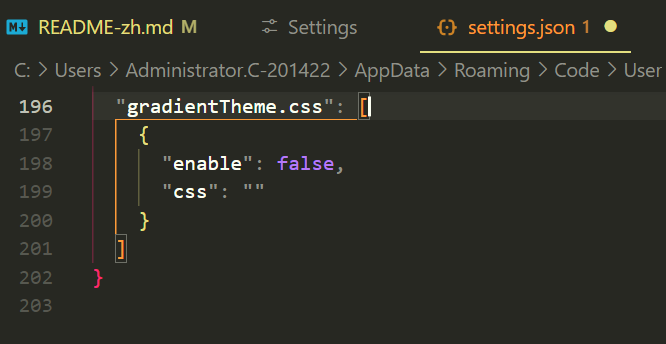 README-zh.md M Settings settings.json 1
C: > Users > Administrator.C-201422 > AppData > Roaming > Code > User
196 "gradientTheme.css": [
197 {
198 "enable": false,
199 "css": ""
200 }
201 ]
202 }
203